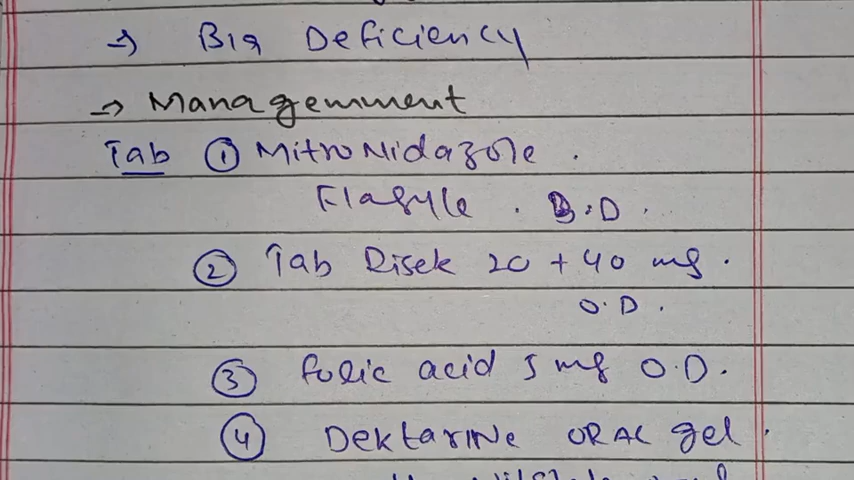 → B12 Deficiency
→ Managemment
Tab ① Mitronidazole .
Flagyle . B.D.
② Tab Risek 20 + 40 mg .
O.D.
③ folic acid 5 mg O.D.
④ Dektarine ORAL gel .